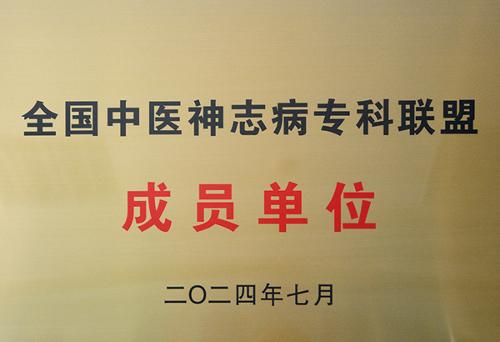 全国中医神志病专科联盟
成员单位
二〇二四年七月